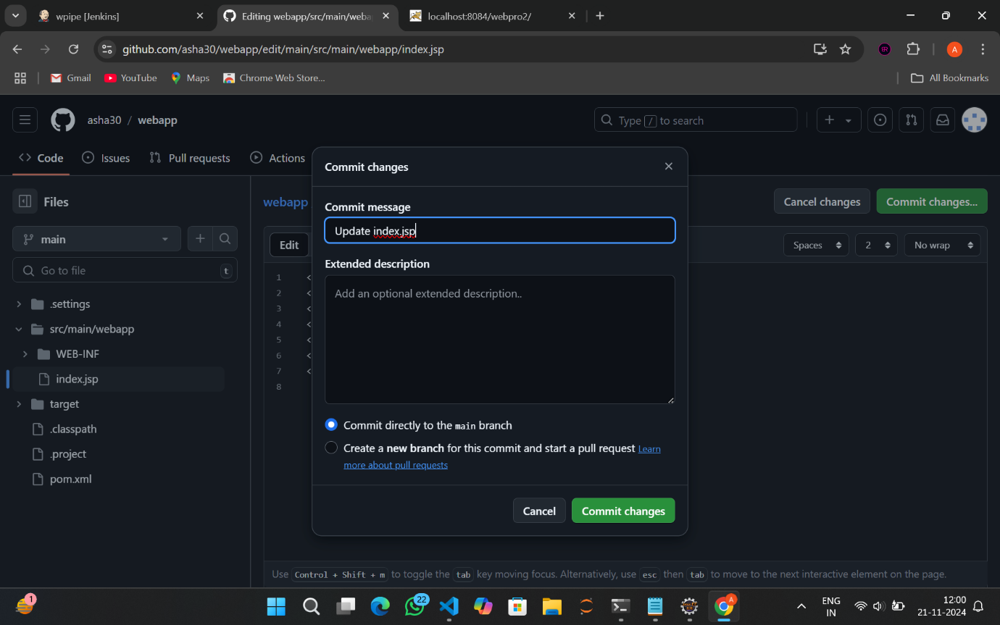 wpipe [Jenkins]
Editing webapp/src/main/weba
localhost:8084/webpro2/
github.com/asha30/webapp/edit/main/src/main/webapp/index.jsp
BR
A
Gmail
YouTube
Maps
Chrome Web Store...
All Bookmarks
asha30 / webapp
Type / to search
Code
Issues
Pull requests
Actions
Files
main
Go to file
t
.settings
src/main/webapp
WEB-INF
index.jsp
target
.classpath
.project
pom.xml
webapp
Cancel changes
Commit changes...
Edit
Spaces
2
No wrap
1 <
2 <
3 <
4 <
5 <
6 <
7 <
8
Commit changes
Commit message
Update index.jsp
Extended description
Add an optional extended description..
Commit directly to the main branch
Create a new branch for this commit and start a pull request Learn
more about pull requests
Cancel
Commit changes
Use Control + Shift + m to toggle the tab key moving focus. Alternatively, use esc then tab to move to the next interactive element on the page.
1
22
A
ENG
IN
12:00
21-11-2024